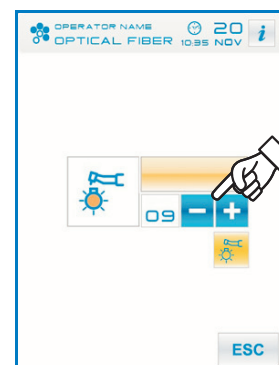 OPERATOR NAME
OPTICAL FIBER
10:35
20
NOV
i
09
-
+
ESC